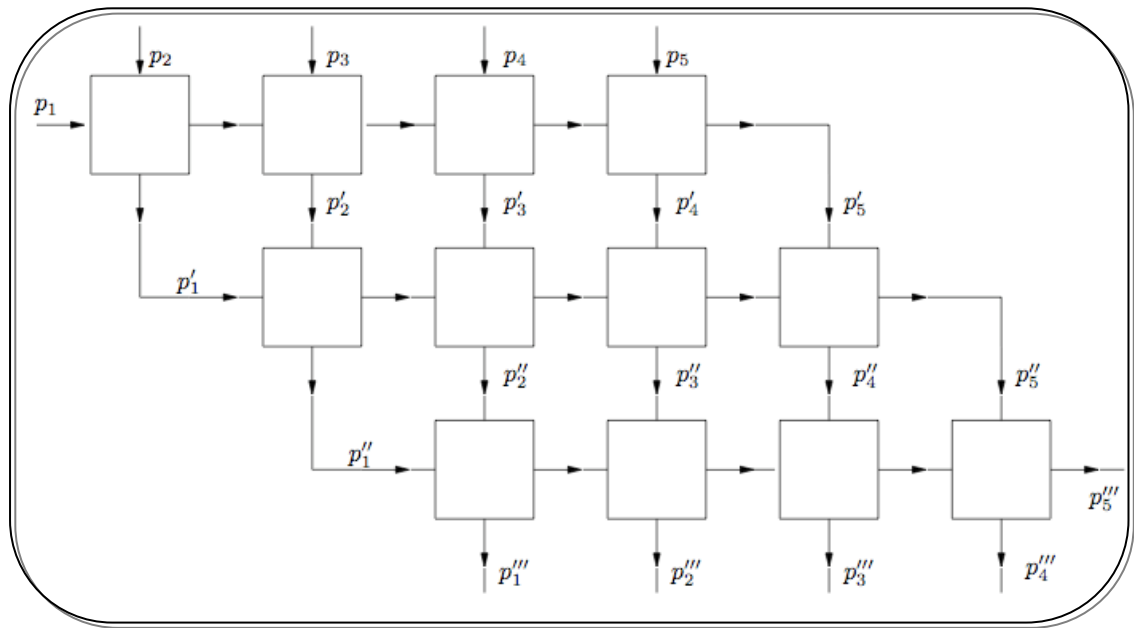 p₂ p₃ p₄ p₅
p₁
p′₂ p′₃ p′₄ p′₅
p′₁
p″₂ p″₃ p″₄ p″₅
p″₁
p‴₅
p‴₁ p‴₂ p‴₃ p‴₄